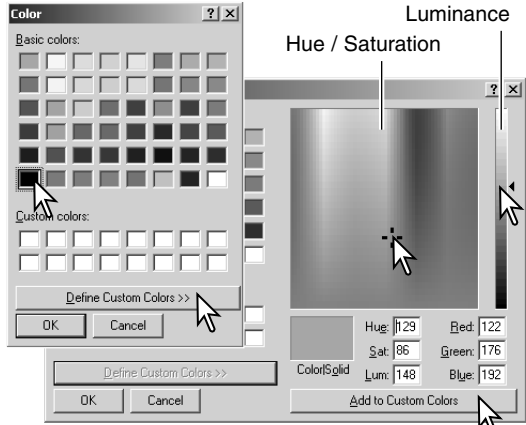 Color
Luminance
Hue / Saturation
Basic colors:
Custom colors:
Define Custom Colors >>
OK Cancel
Hue: 129 Red: 122
Sat: 86 Green: 176
Color|Solid Lum: 148 Blue: 192
Define Custom Colors >>
OK Cancel Add to Custom Colors